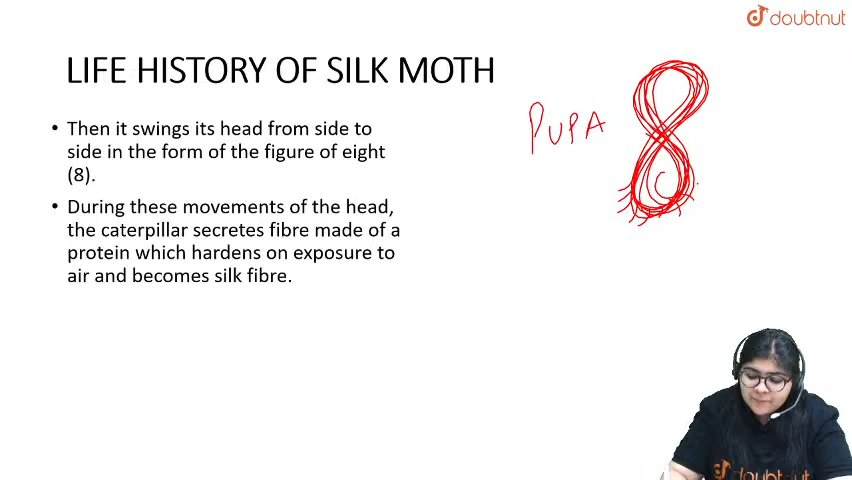 doubtnut
LIFE HISTORY OF SILK MOTH
• Then it swings its head from side to
side in the form of the figure of eight
(8).
• During these movements of the head,
the caterpillar secretes fibre made of a
protein which hardens on exposure to
air and becomes silk fibre.
PUPA
8
doubtnut